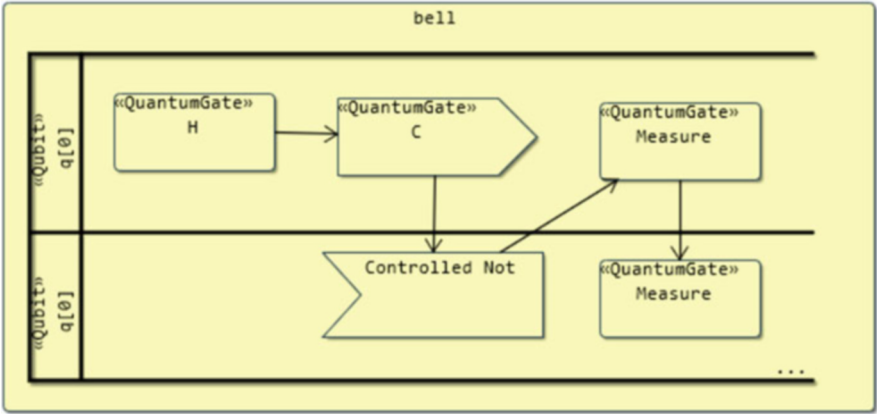 bell
«Qubit»
q[0]
«QuantumGate»
H
«QuantumGate»
C
«QuantumGate»
Measure
«Qubit»
q[0]
Controlled Not
«QuantumGate»
Measure
...